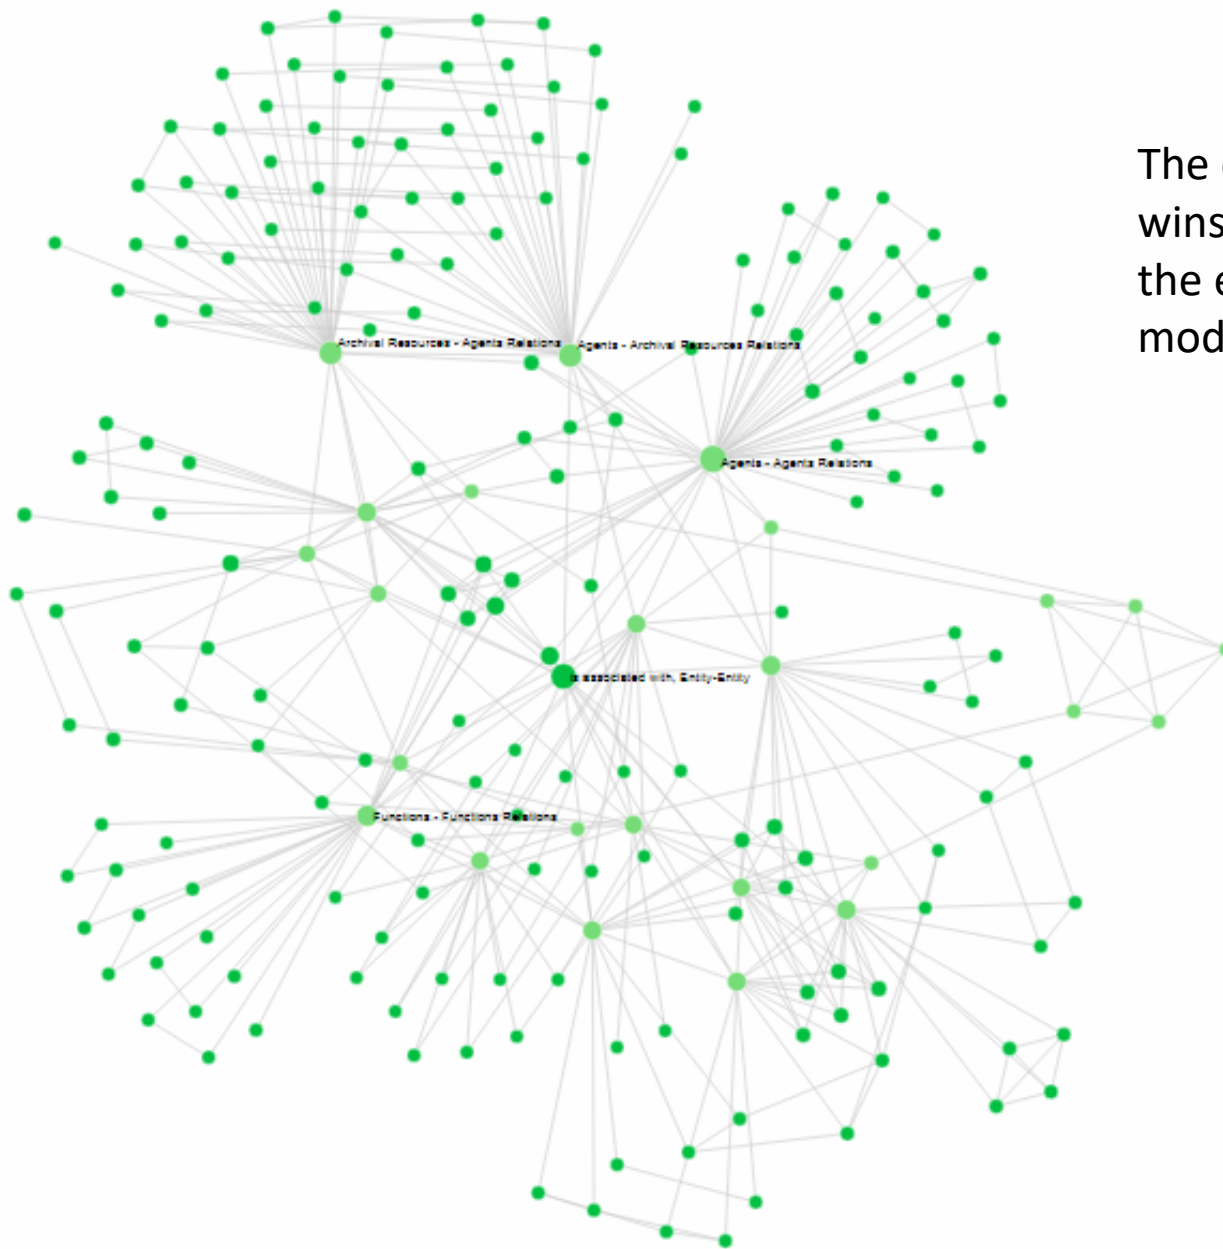 The
wins
the
mod
Archival Resources - Agents Relations
Agents - Archival Resources Relations
Agents - Agents Relations
is associated with, Entity-Entity
Functions - Functions Relations